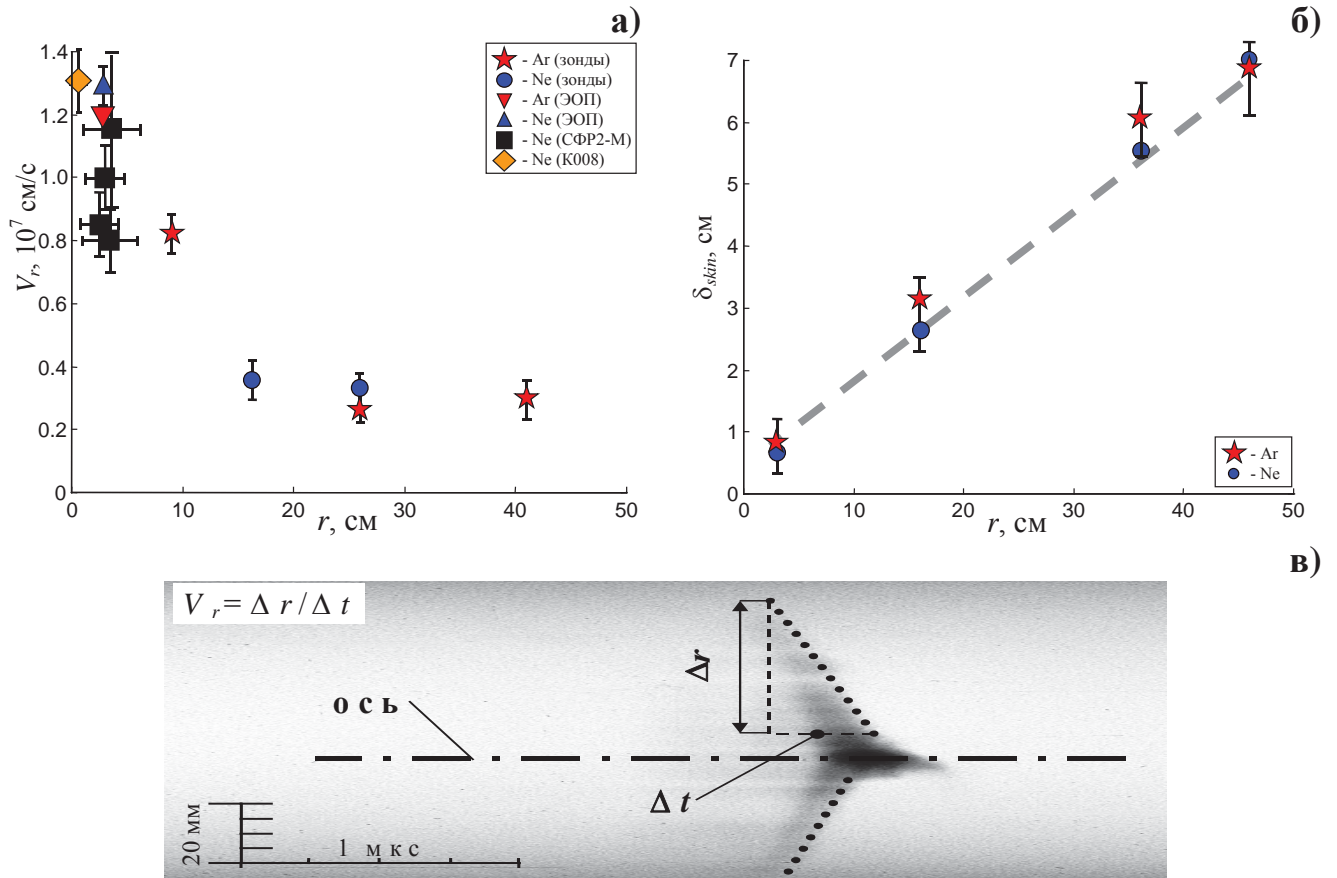 а)
1.4
1.2
1.0
0.8
0.6
0.4
0.2
0
V_r, 10^7 см/с
0 10 20 30 40 50
r, см
- Ar (зонды)
- Ne (зонды)
- Ar (ЭОП)
- Ne (ЭОП)
- Ne (СФР2-М)
- Ne (К008)
б)
7
6
5
4
3
2
1
0
δ_skin, см
10 20 30 40 50
r, см
- Ar
- Ne
в)
V_r = Δ r / Δ t
Δr
ось
Δ t
20 мм
1 мкс